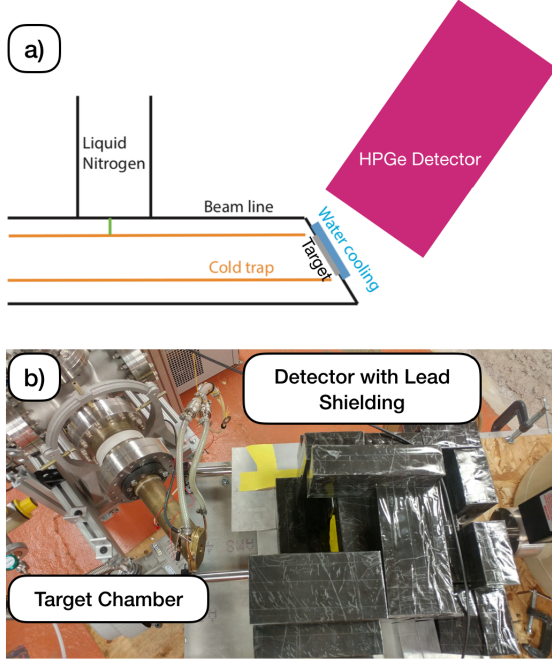 a)
Liquid
Nitrogen
Beam line
HPGe Detector
Water cooling
Target
Cold trap
b)
Detector with Lead
Shielding
Target Chamber